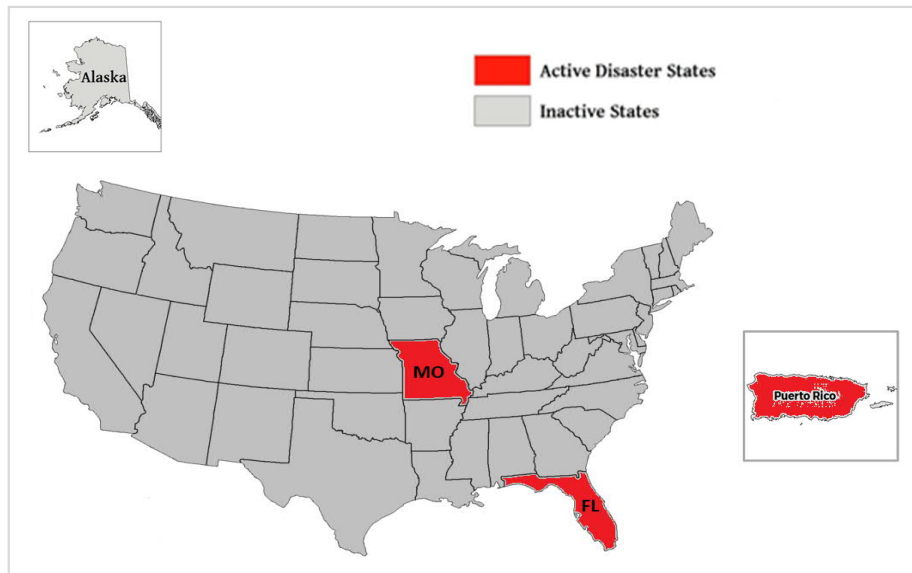 Alaska
Active Disaster States
Inactive States
MO
Puerto Rico
FL